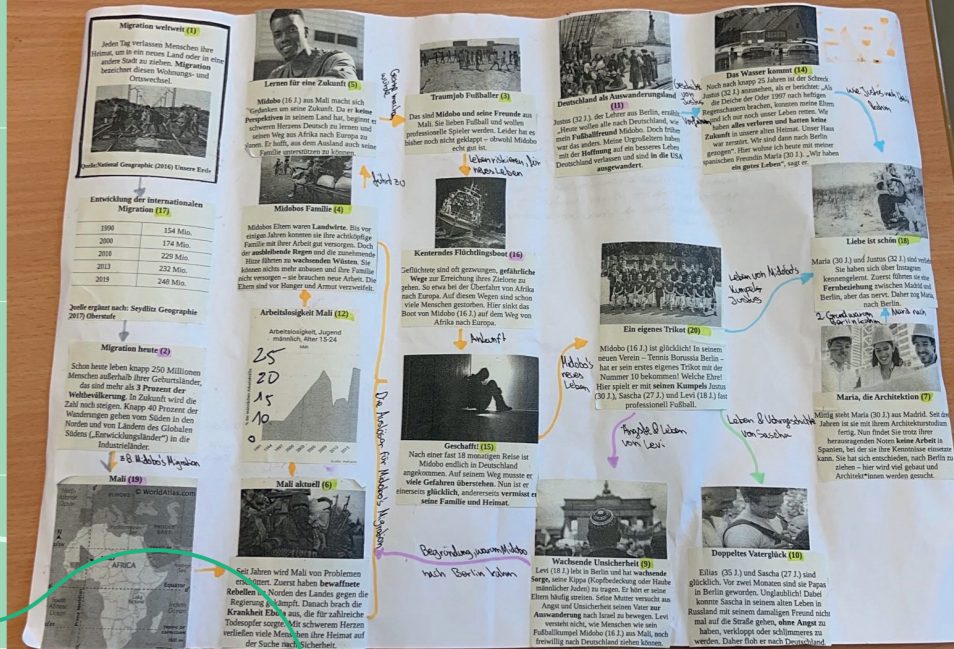 Migration weltweit (1)
Jeden Tag verlassen Menschen ihre
Heimat, um in ein neues Land oder in eine
andere Stadt zu ziehen. Migration
bezeichnet diesen Wohnungs- und
Ortswechsel.
Quelle:National Geographic (2016) Unsere Erde
Entwicklung der internationalen
Migration (17)
1990 154 Mio.
2000 174 Mio.
2010 229 Mio.
2013 232 Mio.
2019 248 Mio.
Quelle ergänzt nach: Seydlitz Geographie
2017) Oberstufe
Migration heute (2)
Schon heute leben knapp 250 Millionen
Menschen außerhalb ihrer Geburtsländer,
das sind mehr als 3 Prozent der
Weltbevölkerung. In Zukunft wird die
Zahl noch steigen. Knapp 40 Prozent der
Wanderungen gehen vom Süden in den
Norden und von Ländern des Globalen
Südens („Entwicklungsländer") in die
Industrieländer.
z.B. Midobo's Migration
Mali (19)
© WorldAtlas.com
EUROPE
AFRICA
Lernen für eine Zukunft (5)
Midobo (16 J.) aus Mali macht sich
Gedanken um seine Zukunft. Da er keine
Perspektiven in seinem Land hat, beginnt er
schweren Herzens Deutsch zu lernen und
seinen Weg aus Afrika nach Europa zu
planen. Er hofft, aus dem Ausland auch seine
Familie unterstützen zu können.
führt zu
Midobos Familie (4)
Midobos Eltern waren Landwirte. Bis vor
einigen Jahren konnten sie ihre achtköpfige
Familie mit ihrer Arbeit gut versorgen. Doch
der ausbleibende Regen und die zunehmende
Hitze führten zu wachsenden Wüsten. Sie
können nichts mehr anbauen und ihre Familie
nicht versorgen – sie brauchen neue Arbeit. Die
Eltern sind vor Hunger und Armut verzweifelt.
Arbeitslosigkeit Mali (12)
Arbeitslosigkeit, Jugend
männlich, Alter 15-24
25
20
15
10
0
Die Auslöser für Midobo's Migration
Mali aktuell (6)
Seit Jahren wird Mali von Problemen
erschüttert. Zuerst haben bewaffnete
Rebellen im Norden des Landes gegen die
Regierung gekämpft. Danach brach die
Krankheit Ebola aus, die für zahlreiche
Todesopfer sorgte. Mit schwerem Herzen
verließen viele Menschen ihre Heimat auf
der Suche nach Sicherheit.
Traumjob Fußballer (3)
Das sind Midobo und seine Freunde aus
Mali. Sie lieben Fußball und wollen
professionelle Spieler werden. Leider hat es
bisher noch nicht geklappt – obwohl Midobo
echt gut ist.
Leben riskieren, für
neues Leben
Kenterndes Flüchtlingsboot (16)
Geflüchtete sind oft gezwungen, gefährliche
Wege zur Erreichung ihres Zielorte zu
gehen. So etwa bei der Überfahrt von Afrika
nach Europa. Auf diesen Wegen sind schon
viele Menschen gestorben. Hier sinkt das
Boot von Midobo (16 J.) auf dem Weg von
Afrika nach Europa.
Ankunft
Geschafft! (15)
Nach einer fast 18 monatigen Reise ist
Midobo endlich in Deutschland
angekommen. Auf seinem Weg musste er
viele Gefahren überstehen. Nun ist er
einerseits glücklich, andererseits vermisst er
seine Familie und Heimat.
Midobo's
neues
Leben
Begründung, warum Midobo
nach Berlin kahm
Deutschland als Auswanderungsland
(11)
Justus (32 J.), der Lehrer aus Berlin, erzählt:
„Heute wollen alle nach Deutschland, wie
mein Fußballfreund Midobo. Doch früher
war das anders. Meine Urgroßeltern haben
mit der Hoffnung auf ein besseres Leben
Deutschland verlassen und sind in die USA
ausgewandert.
Ein eigenes Trikot (20)
Midobo (16 J.) ist glücklich! In seinem
neuen Verein – Tennis Borussia Berlin –
hat er sein erstes eigenes Trikot mit der
Nummer 10 bekommen! Welche Ehre!
Hier spielt er mit seinen Kumpels Justus
(30 J.), Sascha (27 J.) und Levi (18 J.) fast
professionell Fußball.
Leben von Midobo's
Kumpels
Justus
Ängste & Leben
von Levi
Wachsende Unsicherheit (9)
Levi (18 J.) lebt in Berlin und hat wachsende
Sorge, seine Kippa (Kopfbedeckung oder Haube
männlicher Juden) zu tragen. Er hört er seine
Eltern häufig streiten. Seine Mutter versucht aus
Angst und Unsicherheit seinen Vater zur
Auswanderung nach Israel zu bewegen. Levi
versteht nicht, wie Menschen wie sein
Fußballkumpel Midobo (16 J.) aus Mali, noch
freiwillig nach Deutschland ziehen können.
Das Wasser kommt (14)
Noch nach knapp 25 Jahren ist der Schreck
Justus (32 J.) anzusehen, als er berichtet: „Als
die Deiche der Oder 1997 nach heftigen
Regenschauern brachen, konnten meine Eltern
und ich nur noch unser Leben retten. Wir
haben alles verloren und hatten keine
Zukunft in unsere alten Heimat. Unser Haus
war zerstört. Wir sind dann nach Berlin
gezogen". Hier wohne ich heute mit meiner
spanischen Freundin Maria (30 J.). „Wir haben
ein gutes Leben", sagt er.
wie Justus nach Berlin
kahm
Liebe ist schön (18)
Maria (30 J.) und Justus (32 J.) sind verliebt
Sie haben sich über Instagram
kennengelernt. Zuerst führten sie eine
Fernbeziehung zwischen Madrid und
Berlin, aber das nervt. Daher zog Maria
nach Berlin.
2. Grund warum Maria nach
Berlin kahm
Maria, die Architektion (7)
Mittig steht Maria (30 J.) aus Madrid. Seit drei
Jahren ist sie mit ihrem Architekturstudium
fertig. Nun findet Sie trotz ihrer
herausragenden Noten keine Arbeit in
Spanien, bei der sie ihre Kenntnisse einsetzen
kann. Sie hat sich entschieden, nach Berlin zu
ziehen – hier wird viel gebaut und
Architekt*innen werden gesucht.
Doppeltes Vaterglück (10)
Eilias (35 J.) und Sascha (27 J.) sind
glücklich. Vor zwei Monaten sind sie Papas
in Berlin geworden. Unglaublich! Dabei
konnte Sascha in seinem alten Leben in
Russland mit seinem damaligen Freund nicht
mal auf die Straße gehen, ohne Angst zu
haben, verkloppt oder schlimmeres zu
werden. Daher floh er nach Deutschland.